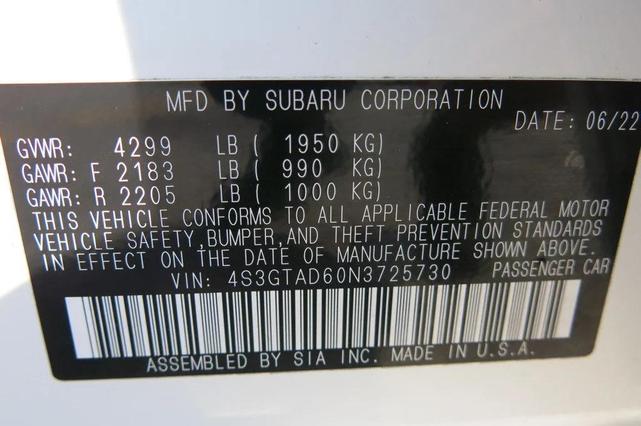 MFD BY SUBARU CORPORATION
DATE: 06/22
GVWR: 4299 LB ( 1950 KG)
GAWR: F 2183 LB ( 990 KG)
GAWR: R 2205 LB ( 1000 KG)
THIS VEHICLE CONFORMS TO ALL APPLICABLE FEDERAL MOTOR
VEHICLE SAFETY, BUMPER, AND THEFT PREVENTION STANDARDS
IN EFFECT ON THE DATE OF MANUFACTURE SHOWN ABOVE.
VIN: 4S3GTAD60N3725730 PASSENGER CAR
ASSEMBLED BY SIA INC. MADE IN U.S.A.